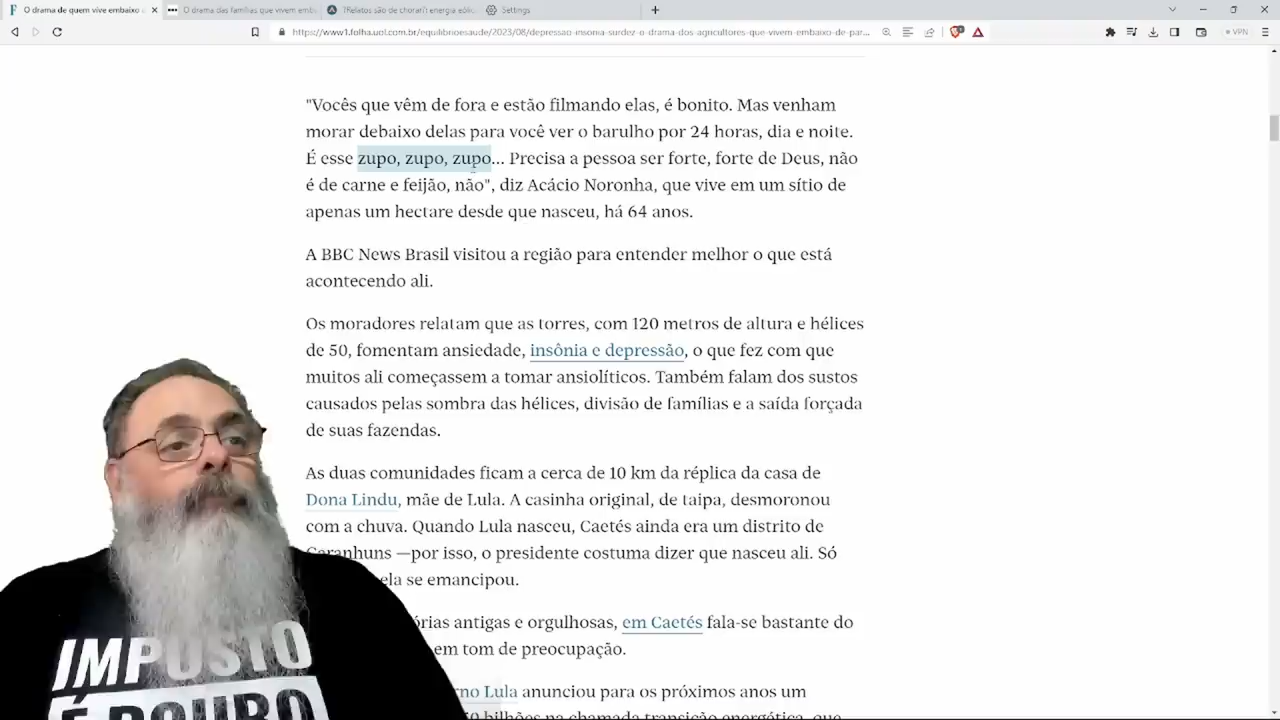 O drama de quem vive embaixo
O drama das famílias que vivem emb
?Relatos são de chorar!': energia eóli
Settings
https://www1.folha.uol.com.br/equilibrioesaude/2023/08/depressao-insonia-surdez-o-drama-dos-agricultores-que-vivem-embaixo-de-par...
VPN
"Vocês que vêm de fora e estão filmando elas, é bonito. Mas venham
morar debaixo delas para você ver o barulho por 24 horas, dia e noite.
É esse zupo, zupo, zupo... Precisa a pessoa ser forte, forte de Deus, não
é de carne e feijão, não", diz Acácio Noronha, que vive em um sítio de
apenas um hectare desde que nasceu, há 64 anos.
A BBC News Brasil visitou a região para entender melhor o que está
acontecendo ali.
Os moradores relatam que as torres, com 120 metros de altura e hélices
de 50, fomentam ansiedade, insônia e depressão, o que fez com que
muitos ali começassem a tomar ansiolíticos. Também falam dos sustos
causados pelas sombra das hélices, divisão de famílias e a saída forçada
de suas fazendas.
As duas comunidades ficam a cerca de 10 km da réplica da casa de
Dona Lindu, mãe de Lula. A casinha original, de taipa, desmoronou
com a chuva. Quando Lula nasceu, Caetés ainda era um distrito de
Garanhuns —por isso, o presidente costuma dizer que nasceu ali. Só
ela se emancipou.
órias antigas e orgulhosas, em Caetés fala-se bastante do
em tom de preocupação.
rno Lula anunciou para os próximos anos um
bilhões na chamada transição energética, que
IMPOSTO
É ROUBO